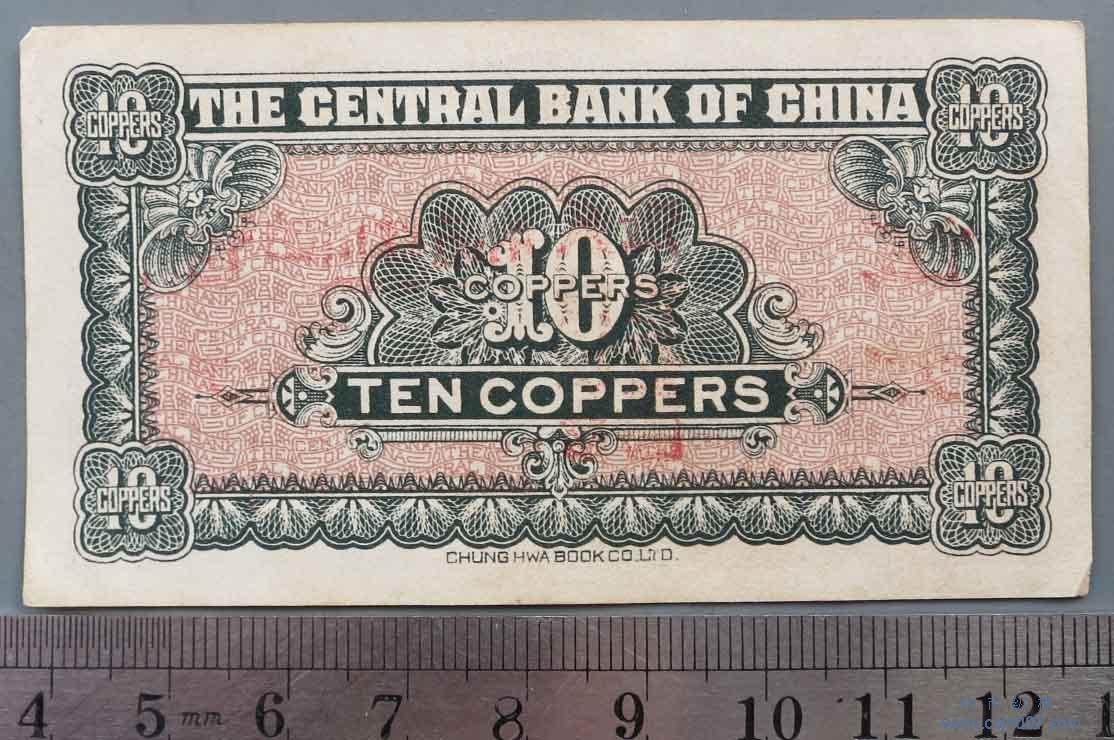 THE CENTRAL BANK OF CHINA
10 COPPERS
10 COPPERS
10
COPPERS
TEN COPPERS
10 COPPERS
10 COPPERS
CHUNG HWA BOOK CO. LTD.
4 5 mm 6 7 8 9 10 11 12 1